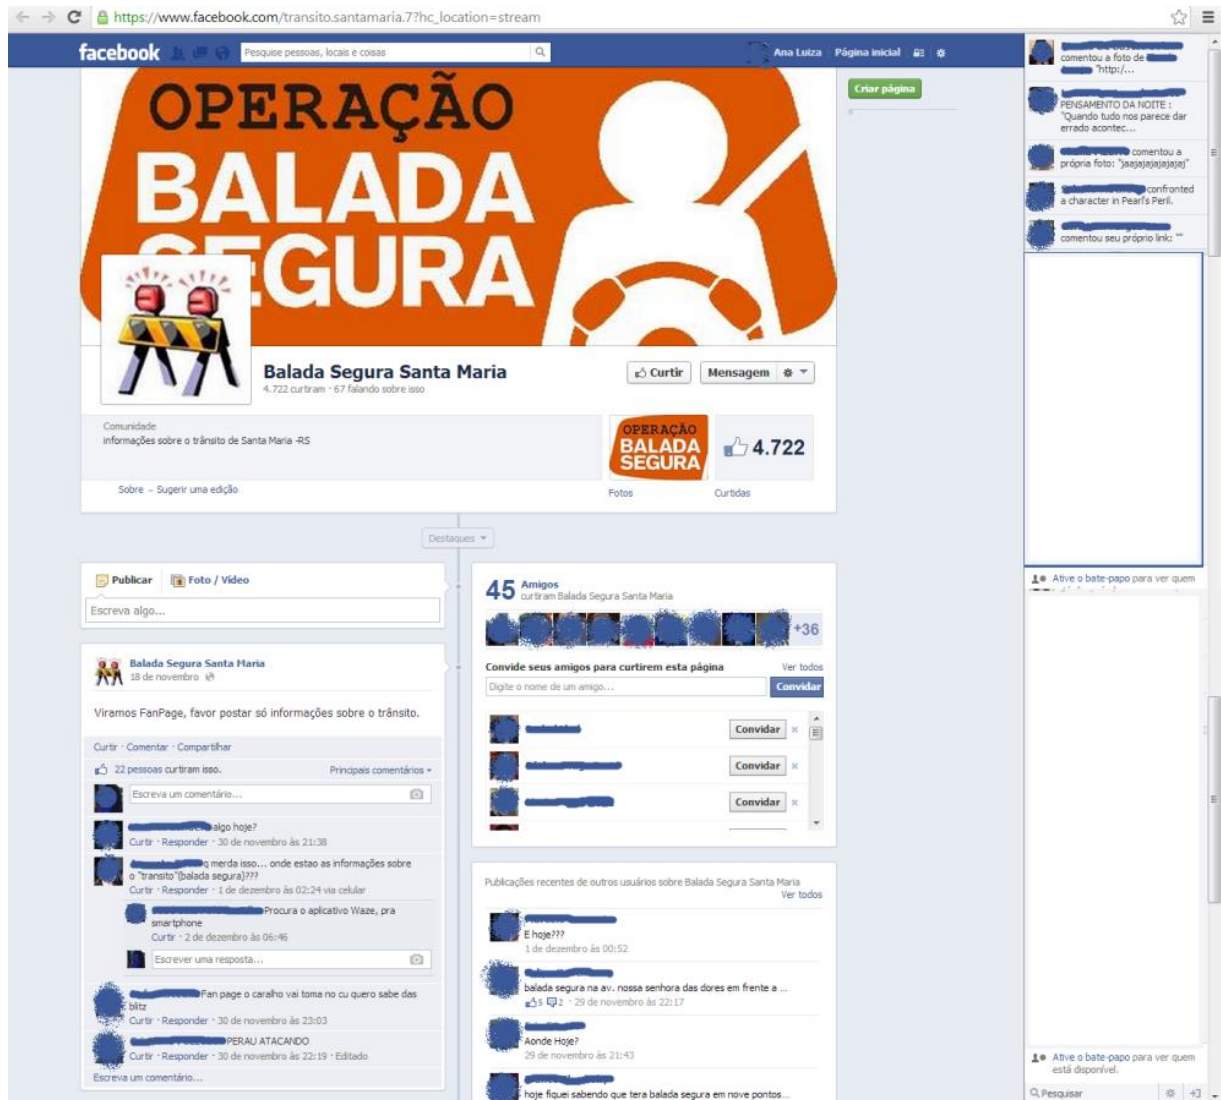 https://www.facebook.com/transito.santamaria.7?hc_location=stream
facebook
Pesquise pessoas, locais e coisas
Ana Luiza
Página inicial
OPERAÇÃO
BALADA
SEGURA
Balada Segura Santa Maria
4.722 curtiram · 67 falando sobre isso
Curtir
Mensagem
Comunidade
informações sobre o trânsito de Santa Maria -RS
Sobre – Sugerir uma edição
OPERAÇÃO
BALADA
SEGURA
Fotos
4.722
Curtidas
Criar página
Destaques
Publicar
Foto / Vídeo
Escreva algo...
Balada Segura Santa Maria
18 de novembro
Viramos FanPage, favor postar só informações sobre o trânsito.
Curtir · Comentar · Compartilhar
22 pessoas curtiram isso.
Principais comentários
Escreva um comentário...
algo hoje?
Curtir · Responder · 30 de novembro às 21:38
q merda isso... onde estao as informações sobre
o "transito"(balada segura)???
Curtir · Responder · 1 de dezembro às 02:24 via celular
Procura o aplicativo Waze, pra
smartphone
Curtir · 2 de dezembro às 06:46
Escrever uma resposta...
Fan page o caralho vai toma no cu quero sabe das
blitz
Curtir · Responder · 30 de novembro às 23:03
PERAU ATACANDO
Curtir · Responder · 30 de novembro às 22:19 · Editado
Escreva um comentário...
45 Amigos
curtiram Balada Segura Santa Maria
+36
Convide seus amigos para curtirem esta página
Ver todos
Digite o nome de um amigo...
Convidar
Convidar
Convidar
Convidar
Publicações recentes de outros usuários sobre Balada Segura Santa Maria
Ver todos
E hoje???
1 de dezembro às 00:52
balada segura na av. nossa senhora das dores em frente a ...
5 2 · 29 de novembro às 22:17
Aonde Hoje?
29 de novembro às 21:43
hoje fiquei sabendo que tera balada segura em nove pontos...
comentou a foto de
"http:/...
PENSAMENTO DA NOITE :
"Quando tudo nos parece dar
errado acontec...
comentou a
própria foto: "jaajajajajajajaj"
confronted
a character in Pearl's Peril.
comentou seu próprio link: ""
Ative o bate-papo para ver quem
Ative o bate-papo para ver quem
está disponível.
Pesquisar